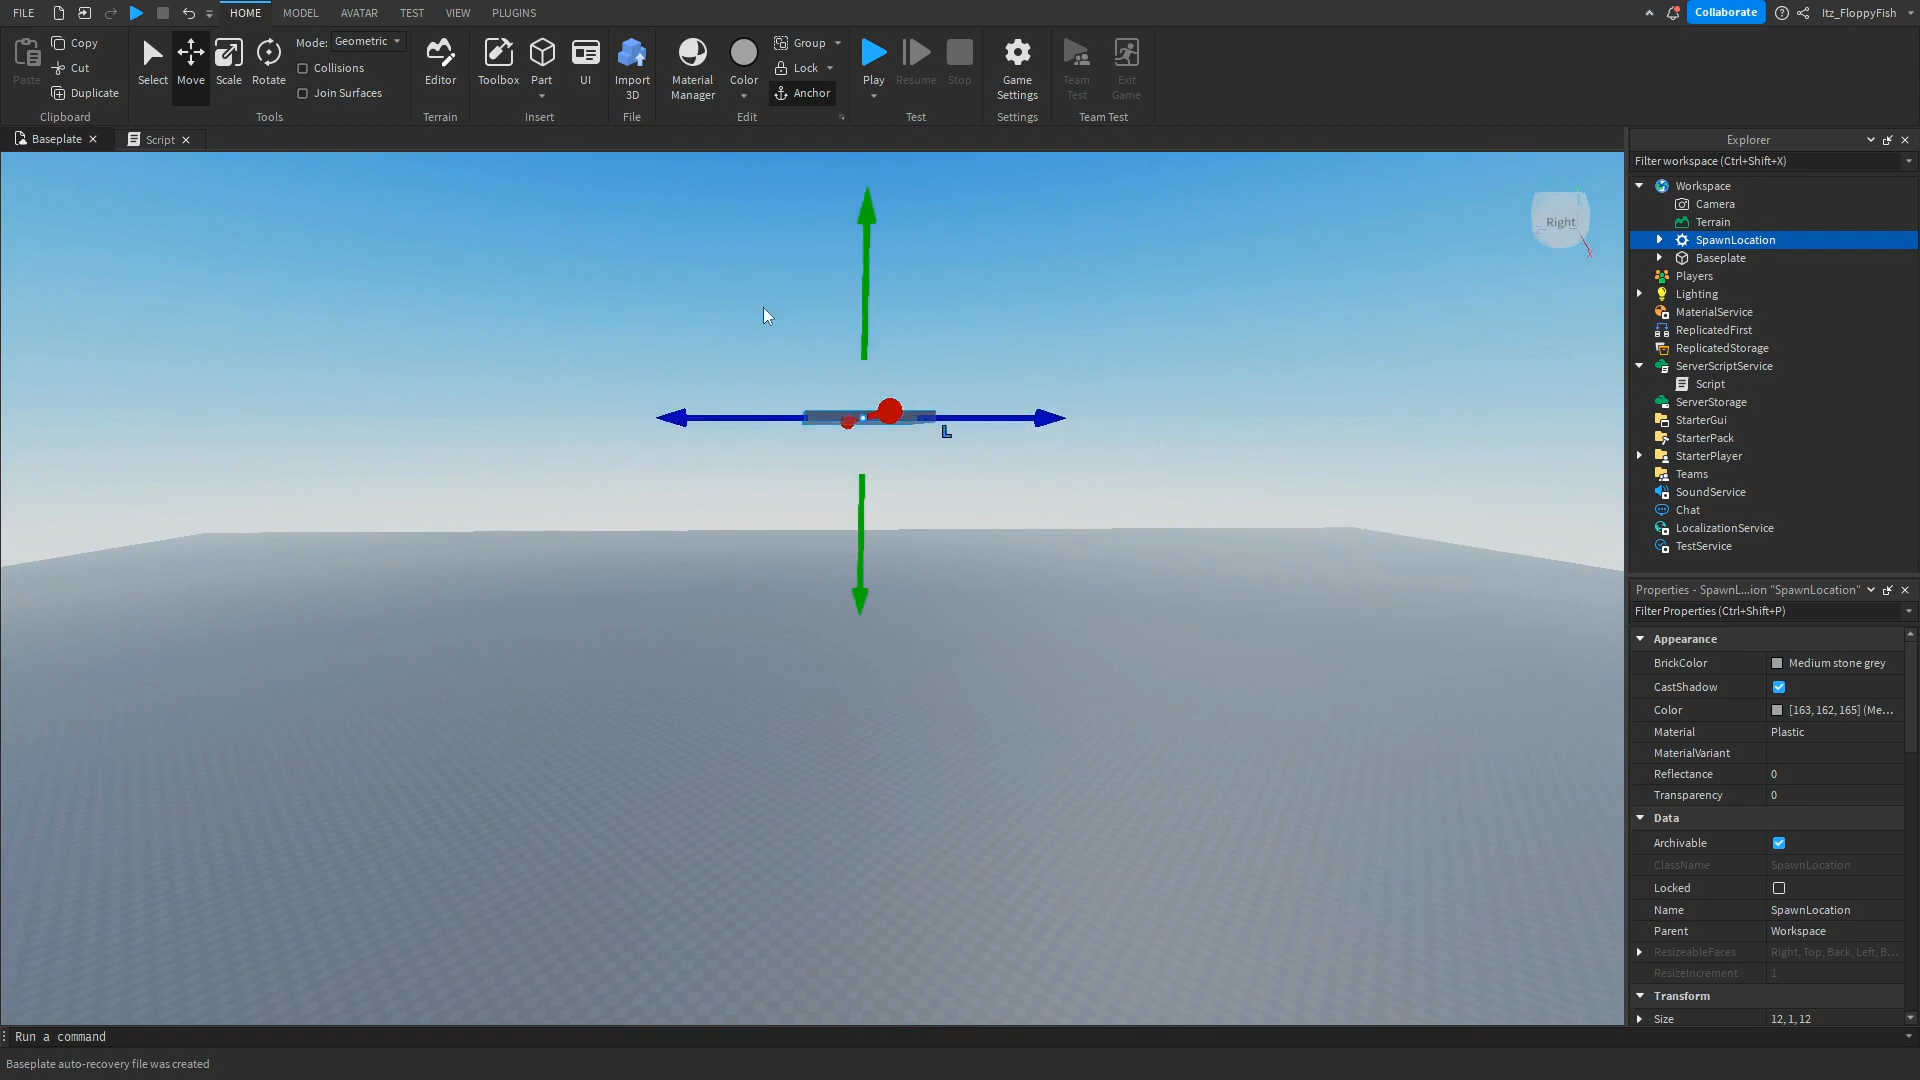 FILE
HOME
MODEL
AVATAR
TEST
VIEW
PLUGINS
Collaborate
Itz_FloppyFish
Paste
Copy
Cut
Duplicate
Clipboard
Select
Move
Scale
Rotate
Mode:
Geometric
Collisions
Join Surfaces
Tools
Editor
Terrain
Toolbox
Part
UI
Insert
Import
3D
File
Material
Manager
Color
Group
Lock
Anchor
Edit
Play
Resume
Stop
Test
Game
Settings
Settings
Team
Test
Exit
Game
Team Test
Baseplate
Script
Right
X
L
Explorer
Filter workspace (Ctrl+Shift+X)
Workspace
Camera
Terrain
SpawnLocation
Baseplate
Players
Lighting
MaterialService
ReplicatedFirst
ReplicatedStorage
ServerScriptService
Script
ServerStorage
StarterGui
StarterPack
StarterPlayer
Teams
SoundService
Chat
LocalizationService
TestService
Properties - SpawnL...ion "SpawnLocation"
Filter Properties (Ctrl+Shift+P)
Appearance
BrickColor Medium stone grey
CastShadow
Color [163, 162, 165] (Me...
Material Plastic
MaterialVariant
Reflectance 0
Transparency 0
Data
Archivable
ClassName SpawnLocation
Locked
Name SpawnLocation
Parent Workspace
ResizeableFaces Right, Top, Back, Left, B...
ResizeIncrement 1
Transform
Size 12, 1, 12
Run a command
Baseplate auto-recovery file was created